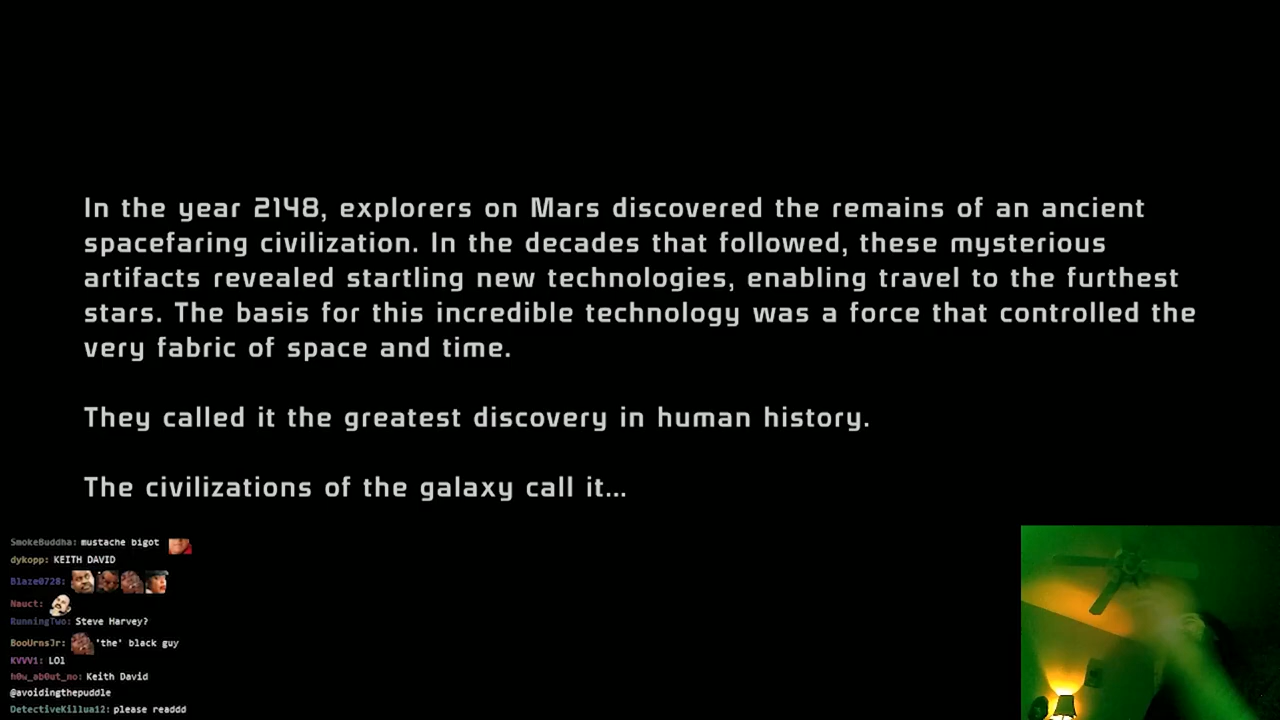 In the year 2148, explorers on Mars discovered the remains of an ancient
spacefaring civilization. In the decades that followed, these mysterious
artifacts revealed startling new technologies, enabling travel to the furthest
stars. The basis for this incredible technology was a force that controlled the
very fabric of space and time.
They called it the greatest discovery in human history.
The civilizations of the galaxy call it...
SmokeBuddha: mustache bigot
dykopp: KEITH DAVID
Blaze0728:
Nauct:
RunningTwo: Steve Harvey?
BooUrnsJr: 'the' black guy
KVVV1: LOl
h0w_ab0ut_no: Keith David
@avoidingthepuddle
DetectiveKillua12: please readdd